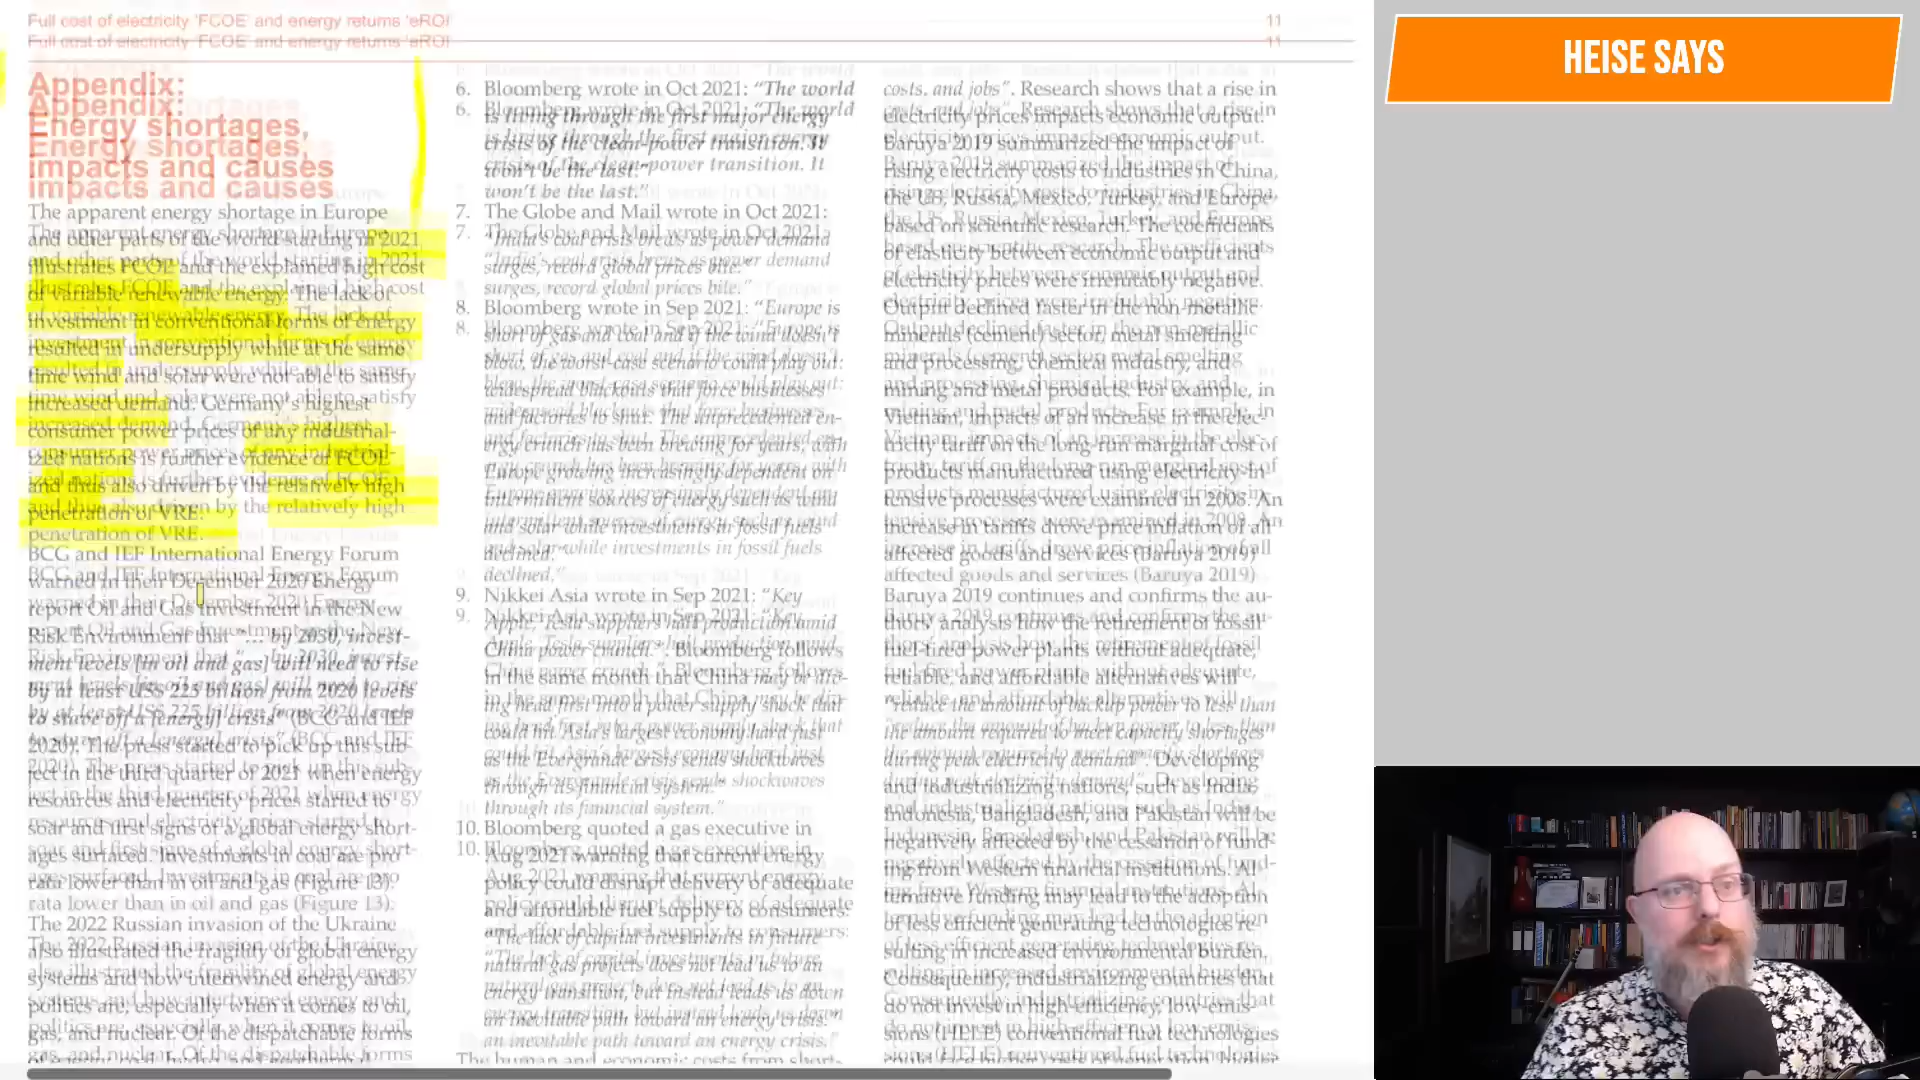 Full cost of electricity 'FCOE' and energy returns 'eROI'
11
Appendix:
Energy shortages,
impacts and causes
The apparent energy shortage in Europe
and other parts of the world starting in 2021
illustrates FCOE and the explained high cost
of variable renewable energy. The lack of
investment in conventional forms of energy
resulted in undersupply while at the same
time wind and solar were not able to satisfy
increased demand. Germany's highest
consumer power prices of any industrial-
ized nations is further evidence of FCOE
and thus also driven by the relatively high
penetration of VRE.
BCG and IEF International Energy Forum
warned in their December 2020 Energy
report Oil and Gas Investment in the New
Risk Environment that "... by 2030, invest-
ment levels [in oil and gas] will need to rise
by at least US$ 225 billion from 2020 levels
to stave off a [energy] crisis" (BCG and IEF
2020). The press started to pick up this sub-
ject in the third quarter of 2021 when energy
resources and electricity prices started to
soar and first signs of a global energy short-
ages surfaced. Investments in coal are pro
rata lower than in oil and gas (Figure 13).
The 2022 Russian invasion of the Ukraine
also illustrated the fragility of global energy
systems and how intertwined energy and
politics are, especially when it comes to oil,
gas, and nuclear. Of the dispatchable forms
6. Bloomberg wrote in Oct 2021: "The world
is living through the first major energy
crisis of the clean-power transition. It
won't be the last."
7. The Globe and Mail wrote in Oct 2021:
"India's coal crisis brews as power demand
surges, record global prices bite."
8. Bloomberg wrote in Sep 2021: "Europe is
short of gas and coal and if the wind doesn't
blow, the worst-case scenario could play out:
widespread blackouts that force businesses
and factories to shut. The unprecedented en-
ergy crunch has been brewing for years, with
Europe growing increasingly dependent on
intermittent sources of energy such as wind
and solar while investments in fossil fuels
declined."
9. Nikkei Asia wrote in Sep 2021: "Key
Apple, Tesla suppliers halt production amid
China power crunch.". Bloomberg follows
in the same month that China may be div-
ing head first into a power supply shock that
could hit Asia's largest economy hard just
as the Evergrande crisis sends shockwaves
through its financial system."
10. Bloomberg quoted a gas executive in
Aug 2021 warning that current energy
policy could disrupt delivery of adequate
and affordable fuel supply to consumers:
"The lack of capital investments in future
natural gas projects does not lead us to an
energy transition, but instead leads us down
an inevitable path toward an energy crisis."
The human and economic costs from short-
costs, and jobs". Research shows that a rise in
electricity prices impacts economic output.
Baruya 2019 summarized the impact of
rising electricity costs to industries in China,
the US, Russia, Mexico, Turkey, and Europe
based on scientific research. The coefficients
of elasticity between economic output and
electricity prices were irrefutably negative.
Output declined faster in the non-metallic
minerals (cement) sector, metal smelting
and processing, chemical industry, and
mining and metal products. For example, in
Vietnam, impacts of an increase in the elec-
tricity tariff on the long-run marginal cost of
products manufactured using electricity-in
tensive processes were examined in 2008. An
increase in tariffs drove price inflation of all
affected goods and services (Baruya 2019)
Baruya 2019 continues and confirms the au-
thors' analysis how the retirement of fossil
fuel-fired power plants without adequate,
reliable, and affordable alternatives will
"reduce the amount of backup power to less than
the amount required to meet capacity shortages
during peak electricity demand". Developing
and industrializing nations, such as India,
Indonesia, Bangladesh, and Pakistan will be
negatively affected by the cessation of fund-
ing from Western financial institutions. Al-
ternative funding may lead to the adoption
of less efficient generating technologies re-
sulting in increased environmental burden.
Consequently, industrializing countries that
do not invest in high-efficiency, low-emis-
sions (HELE) conventional fuel technologies
HEISE SAYS